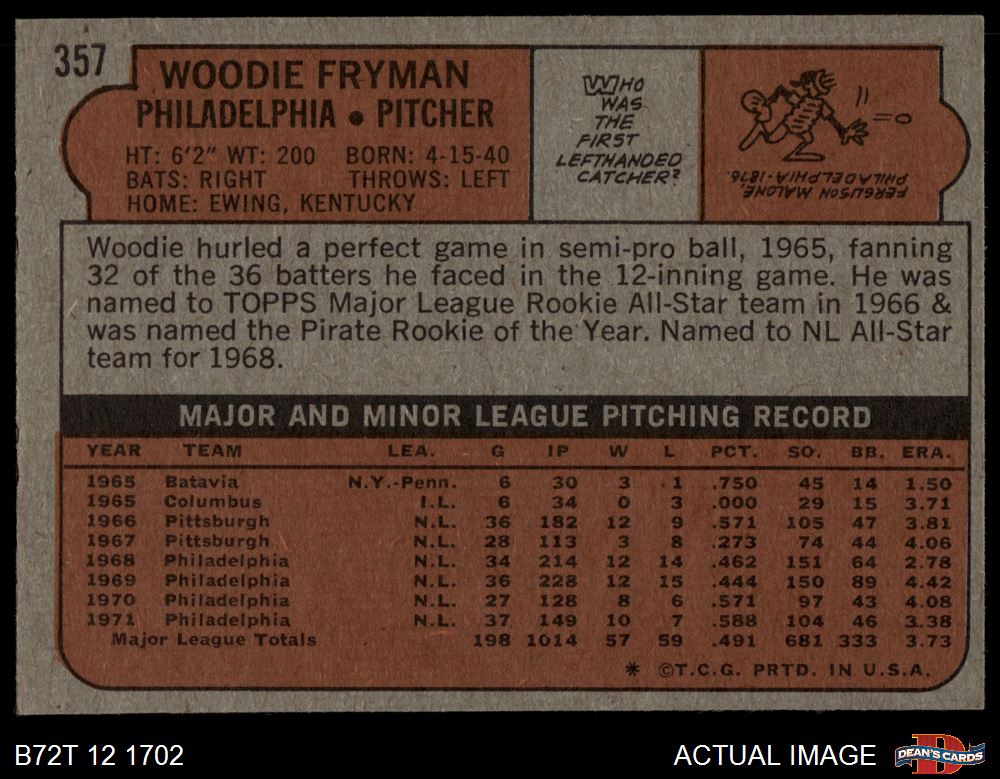 357
WOODIE FRYMAN
PHILADELPHIA • PITCHER
HT: 6'2" WT: 200 BORN: 4-15-40
BATS: RIGHT THROWS: LEFT
HOME: EWING, KENTUCKY
WHO
WAS
THE
FIRST
LEFTHANDED
CATCHER?
FERGUSON MALONE,
PHILADELPHIA-1876.
Woodie hurled a perfect game in semi-pro ball, 1965, fanning
32 of the 36 batters he faced in the 12-inning game. He was
named to TOPPS Major League Rookie All-Star team in 1966 &
was named the Pirate Rookie of the Year. Named to NL All-Star
team for 1968.
MAJOR AND MINOR LEAGUE PITCHING RECORD
YEAR TEAM LEA. G IP W L PCT. SO. BB. ERA.
1965 Batavia N.Y.-Penn. 6 30 3 1 .750 45 14 1.50
1965 Columbus I.L. 6 34 0 3 .000 29 15 3.71
1966 Pittsburgh N.L. 36 182 12 9 .571 105 47 3.81
1967 Pittsburgh N.L. 28 113 3 8 .273 74 44 4.06
1968 Philadelphia N.L. 34 214 12 14 .462 151 64 2.78
1969 Philadelphia N.L. 36 228 12 15 .444 150 89 4.42
1970 Philadelphia N.L. 27 128 8 6 .571 97 43 4.08
1971 Philadelphia N.L. 37 149 10 7 .588 104 46 3.38
Major League Totals 198 1014 57 59 .491 681 333 3.73
* ©T.C.G. PRTD. IN U.S.A.
B72T 12 1702
ACTUAL IMAGE
DEAN'S CARDS